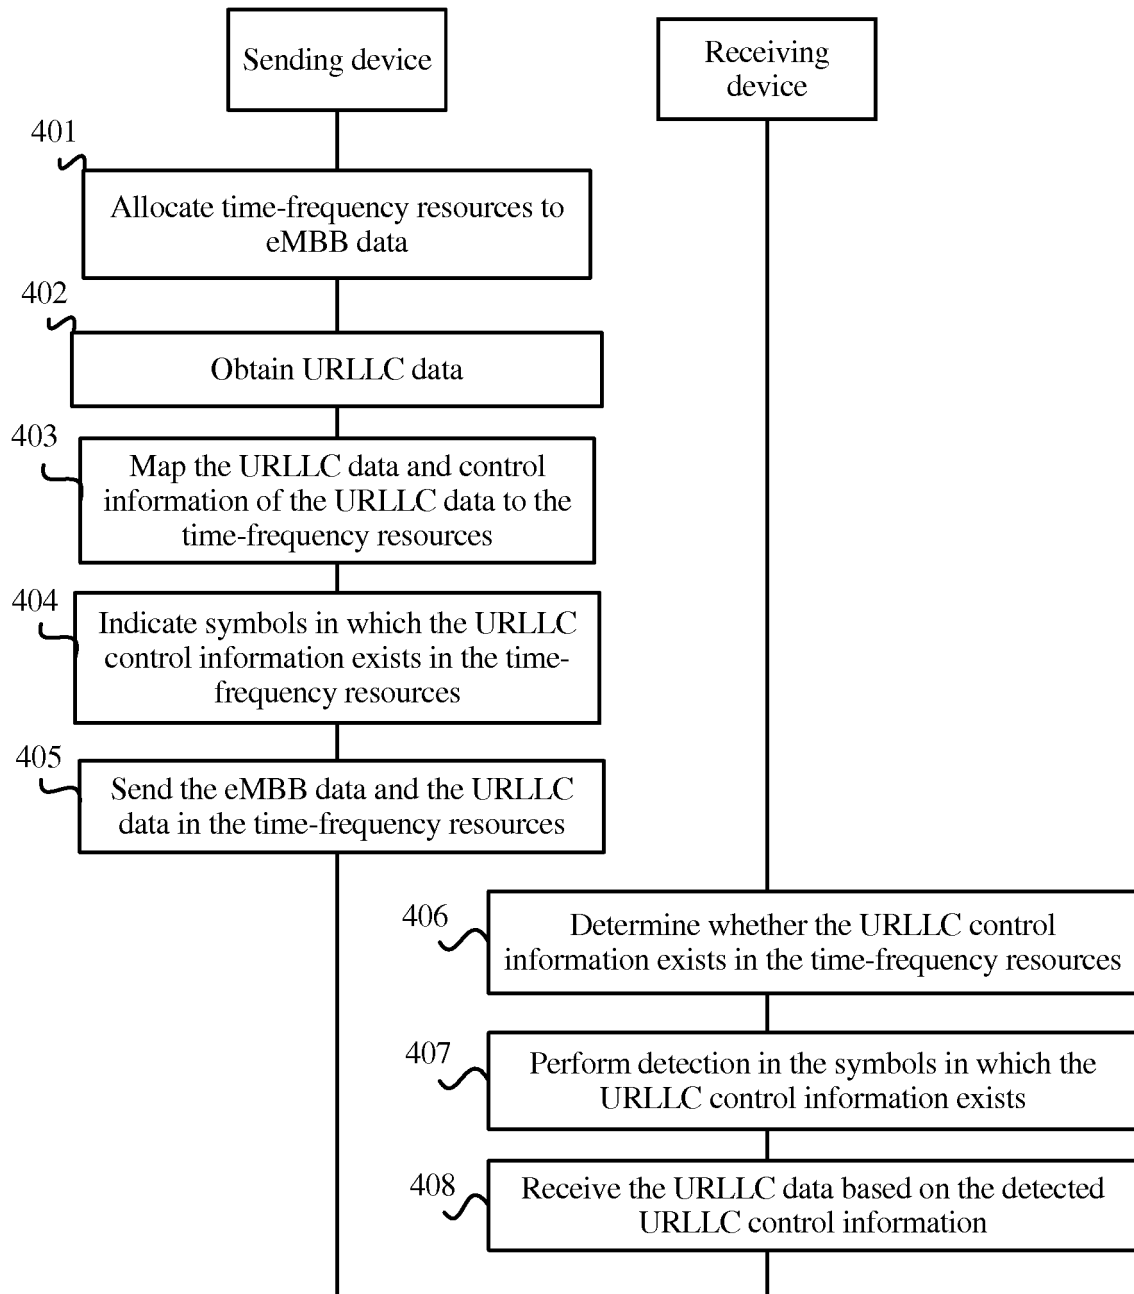 Sending device
Receiving
device
401
Allocate time-frequency resources to
eMBB data
402
Obtain URLLC data
403
Map the URLLC data and control
information of the URLLC data to the
time-frequency resources
404
Indicate symbols in which the URLLC
control information exists in the time-
frequency resources
405
Send the eMBB data and the URLLC
data in the time-frequency resources
406
Determine whether the URLLC control
information exists in the time-frequency resources
407
Perform detection in the symbols in which the
URLLC control information exists
408
Receive the URLLC data based on the detected
URLLC control information